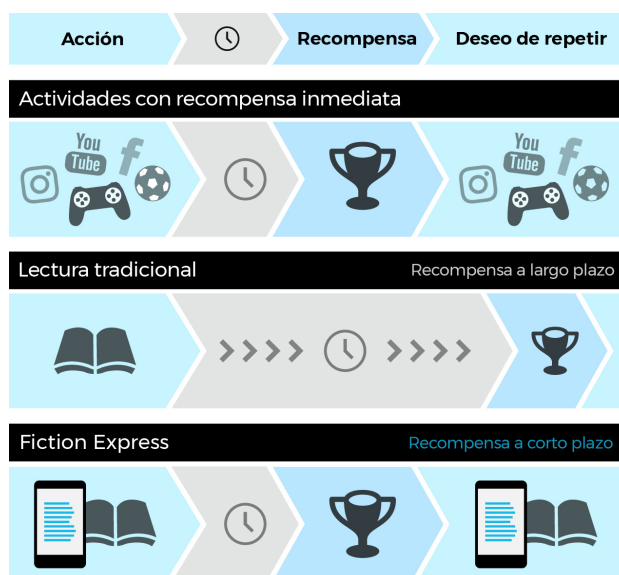 Acción Recompensa Deseo de repetir
Actividades con recompensa inmediata
You
Tube
You
Tube
Lectura tradicional Recompensa a largo plazo
Fiction Express Recompensa a corto plazo